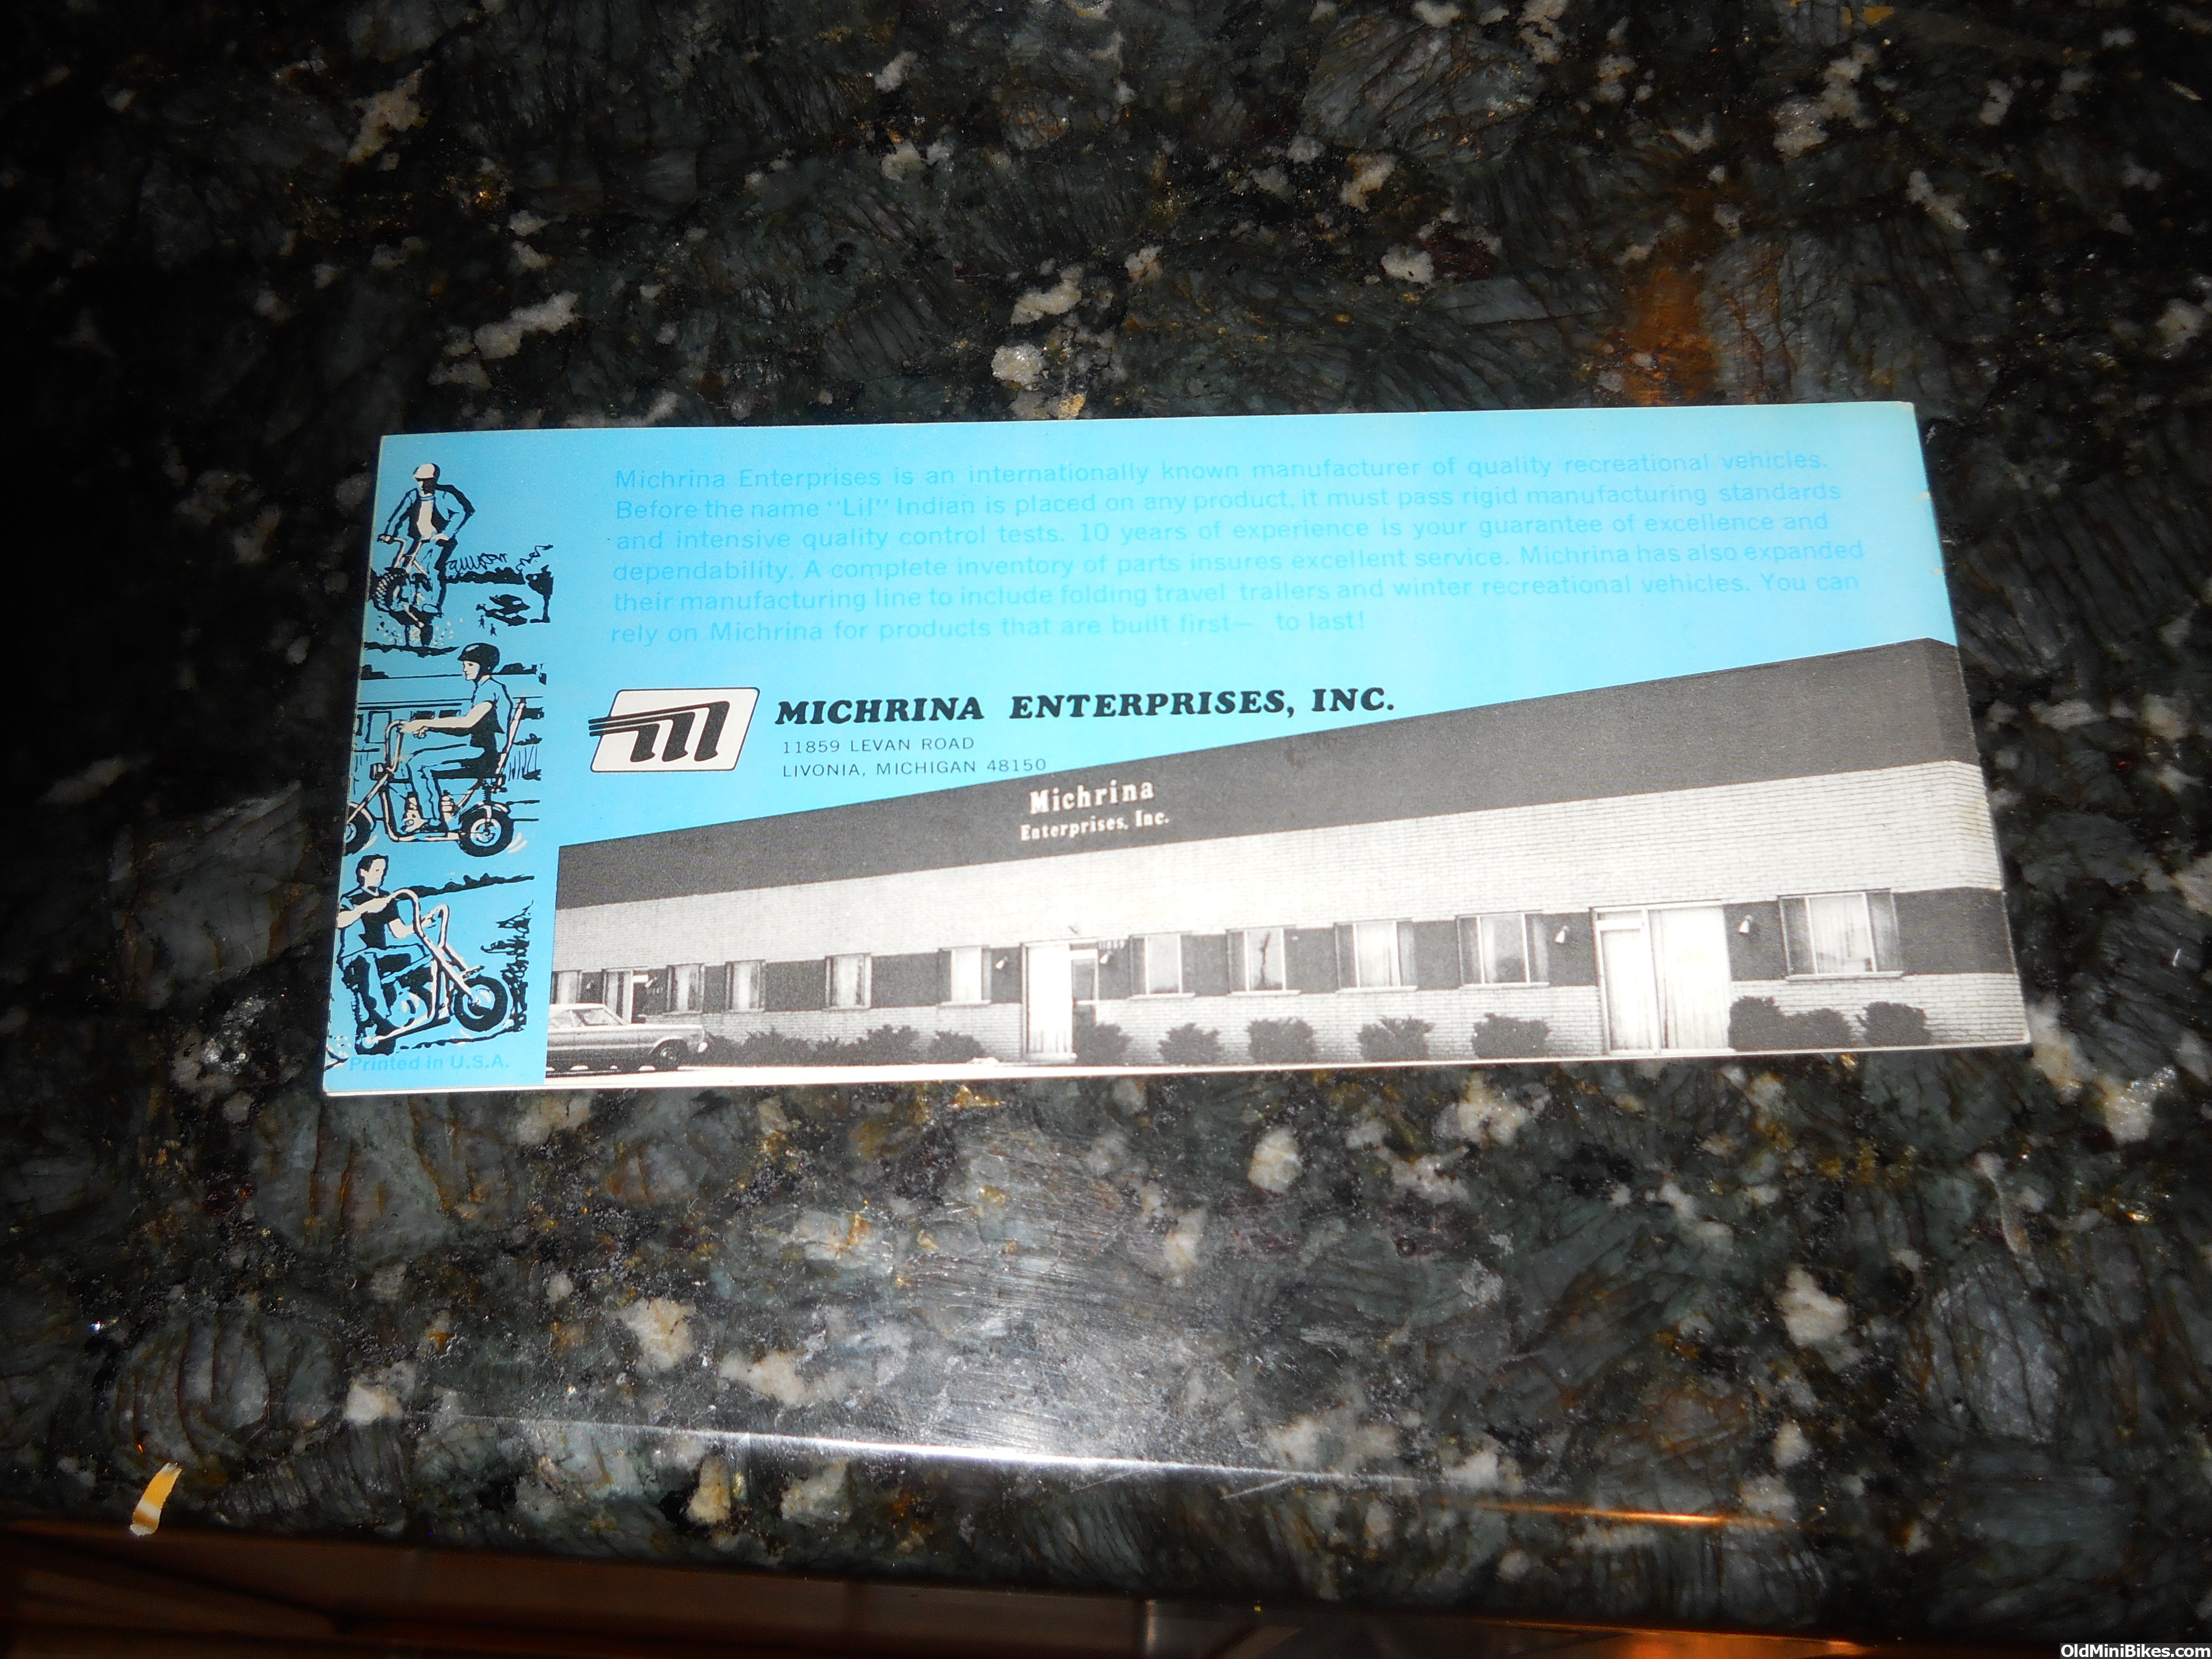 Michrina Enterprises is an internationally known manufacturer of quality recreational vehicles.
Before the name "Lil" Indian is placed on any product, it must pass rigid manufacturing standards
and intensive quality control tests. 10 years of experience is your guarantee of excellence and
dependability. A complete inventory of parts insures excellent service. Michrina has also expanded
their manufacturing line to include folding travel trailers and winter recreational vehicles. You can
rely on Michrina for products that are built first— to last!
MICHRINA ENTERPRISES, INC.
11859 LEVAN ROAD
LIVONIA, MICHIGAN 48150
Michrina
Enterprises, Inc.
11859
Printed in U.S.A.
OldMiniBikes.com